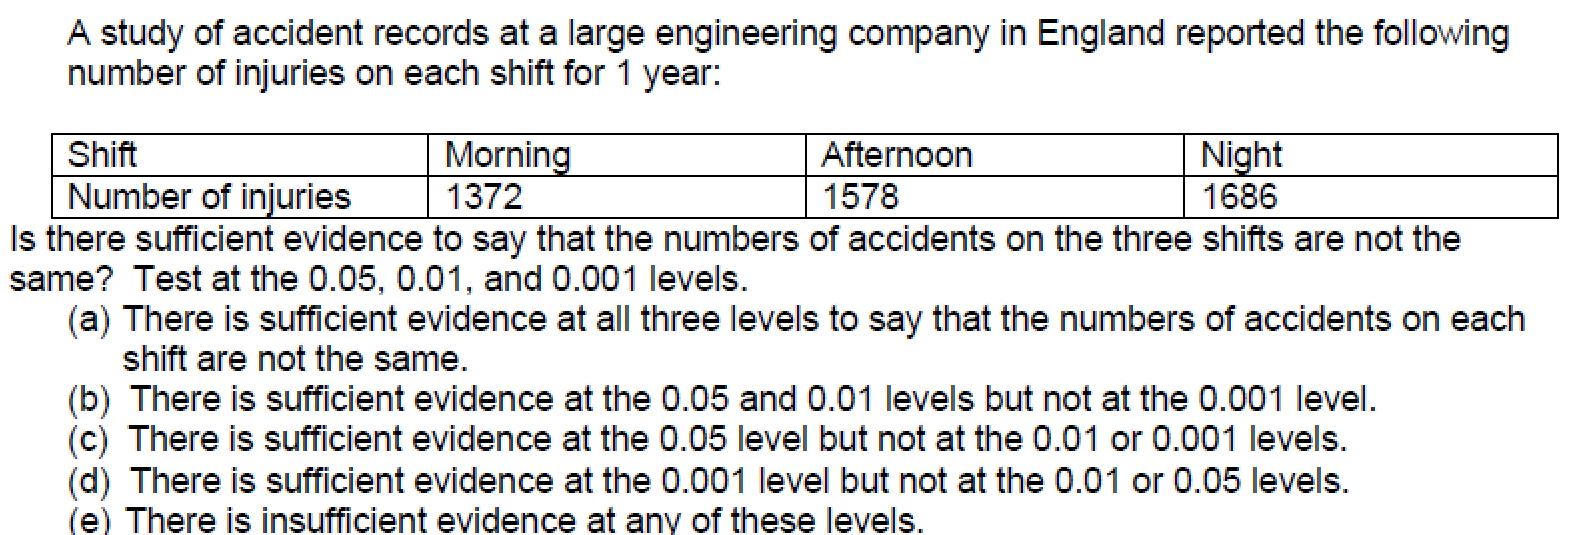 A study of accident records at a large engineering company in England reported the following
number of injuries on each shift for 1 year:
Shift Morning Afternoon Night
Number of injuries 1372 1578 1686
Is there sufficient evidence to say that the numbers of accidents on the three shifts are not the
same? Test at the 0.05, 0.01, and 0.001 levels.
(a) There is sufficient evidence at all three levels to say that the numbers of accidents on each
shift are not the same.
(b) There is sufficient evidence at the 0.05 and 0.01 levels but not at the 0.001 level.
(c) There is sufficient evidence at the 0.05 level but not at the 0.01 or 0.001 levels.
(d) There is sufficient evidence at the 0.001 level but not at the 0.01 or 0.05 levels.
(e) There is insufficient evidence at any of these levels.